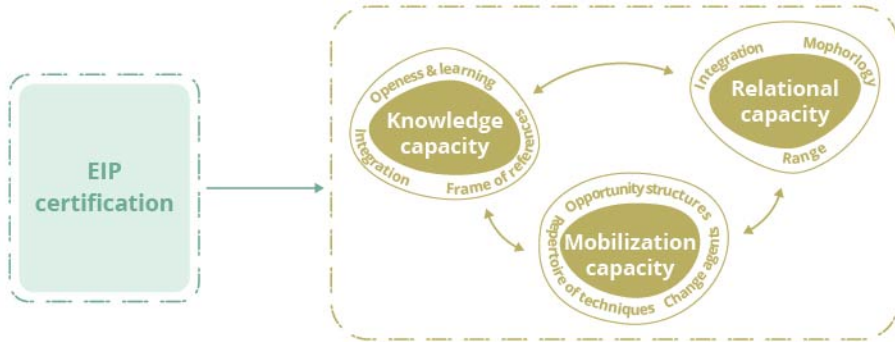 EIP
certification
Openess & learning
Knowledge
capacity
Integration
Frame of references
Integration
Mophorlogy
Relational
capacity
Range
Opportunity structures
Mobilization
capacity
Repertoire of techniques
Change agents